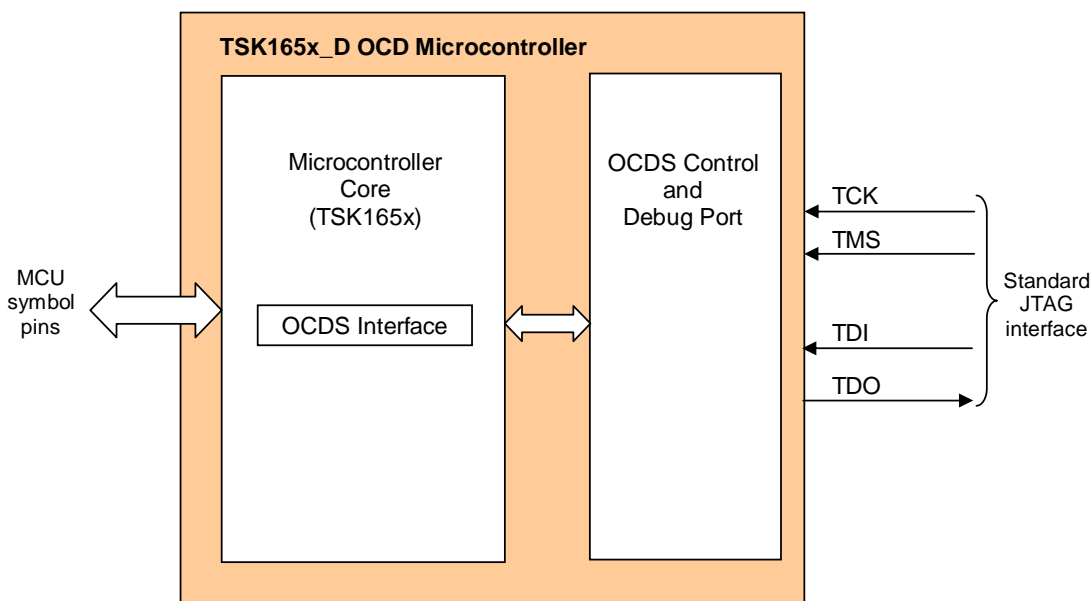 TSK165x_D OCD Microcontroller
Microcontroller
Core
(TSK165x)
OCDS Interface
OCDS Control
and
Debug Port
MCU
symbol
pins
TCK
TMS
TDI
TDO
Standard
JTAG
interface